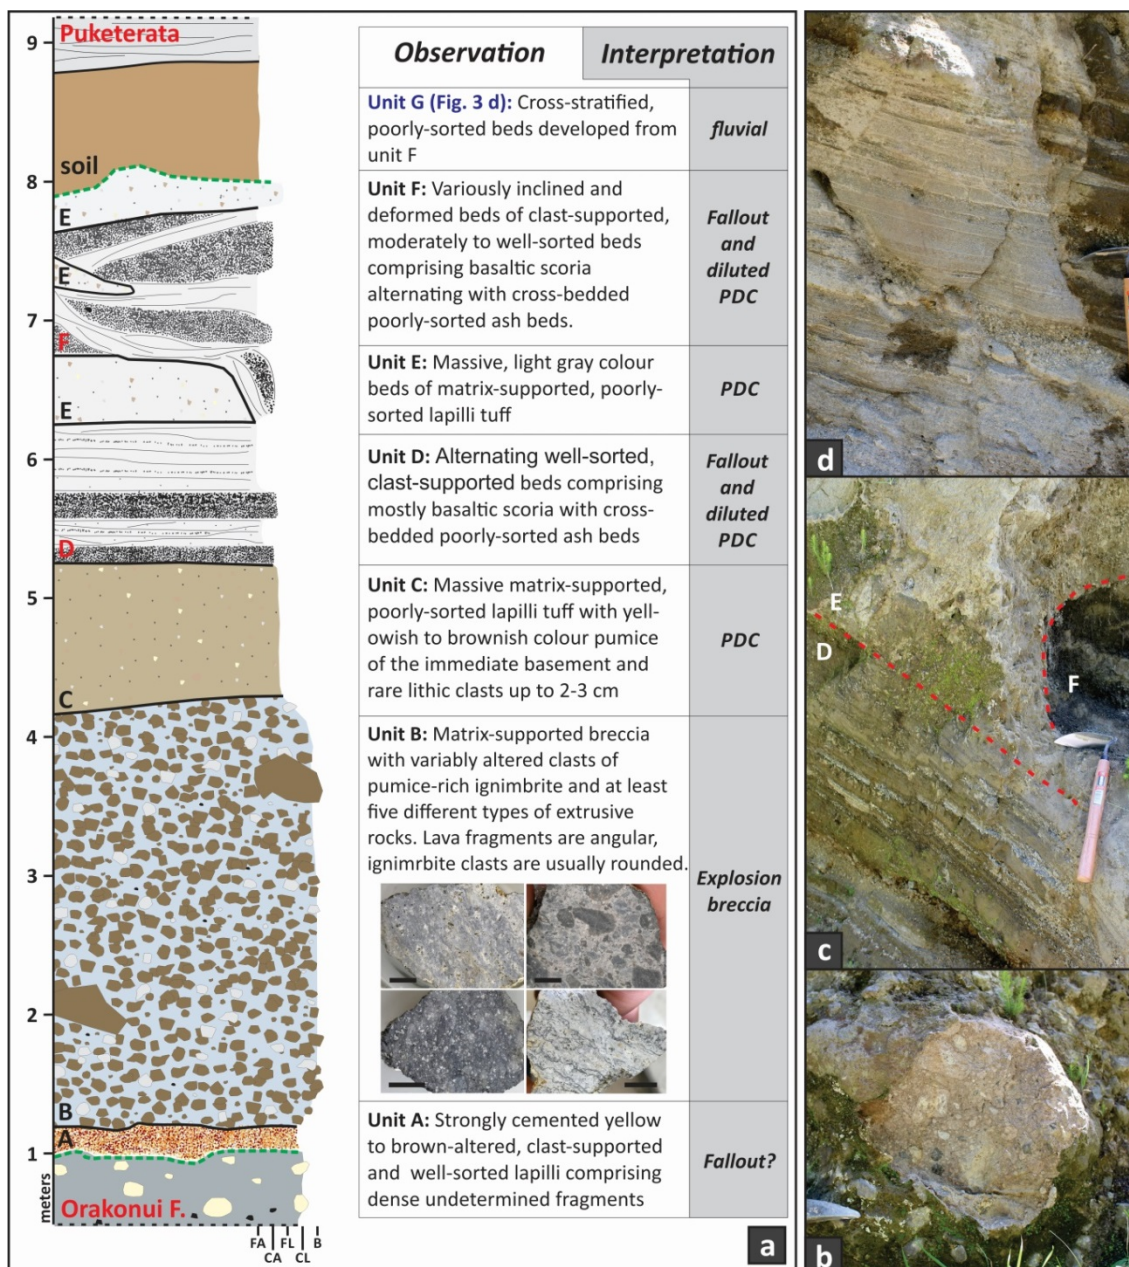 9
8
7
6
5
4
3
2
1
meters
Puketerata
soil
E
E
F
E
D
C
B
A
Orakonui F.
FA
CA
FL
CL
B
Observation
Interpretation
Unit G (Fig. 3 d): Cross-stratified,
poorly-sorted beds developed from
unit F
fluvial
Unit F: Variously inclined and
deformed beds of clast-supported,
moderately to well-sorted beds
comprising basaltic scoria
alternating with cross-bedded
poorly-sorted ash beds.
Fallout
and
diluted
PDC
Unit E: Massive, light gray colour
beds of matrix-supported, poorly-
sorted lapilli tuff
PDC
Unit D: Alternating well-sorted,
clast-supported beds comprising
mostly basaltic scoria with cross-
bedded poorly-sorted ash beds
Fallout
and
diluted
PDC
Unit C: Massive matrix-supported,
poorly-sorted lapilli tuff with yell-
owish to brownish colour pumice
of the immediate basement and
rare lithic clasts up to 2-3 cm
PDC
Unit B: Matrix-supported breccia
with variably altered clasts of
pumice-rich ignimbrite and at least
five different types of extrusive
rocks. Lava fragments are angular,
ignimrbite clasts are usually rounded.
Explosion
breccia
Unit A: Strongly cemented yellow
to brown-altered, clast-supported
and well-sorted lapilli comprising
dense undetermined fragments
Fallout?
a
d
E
D
F
c
b